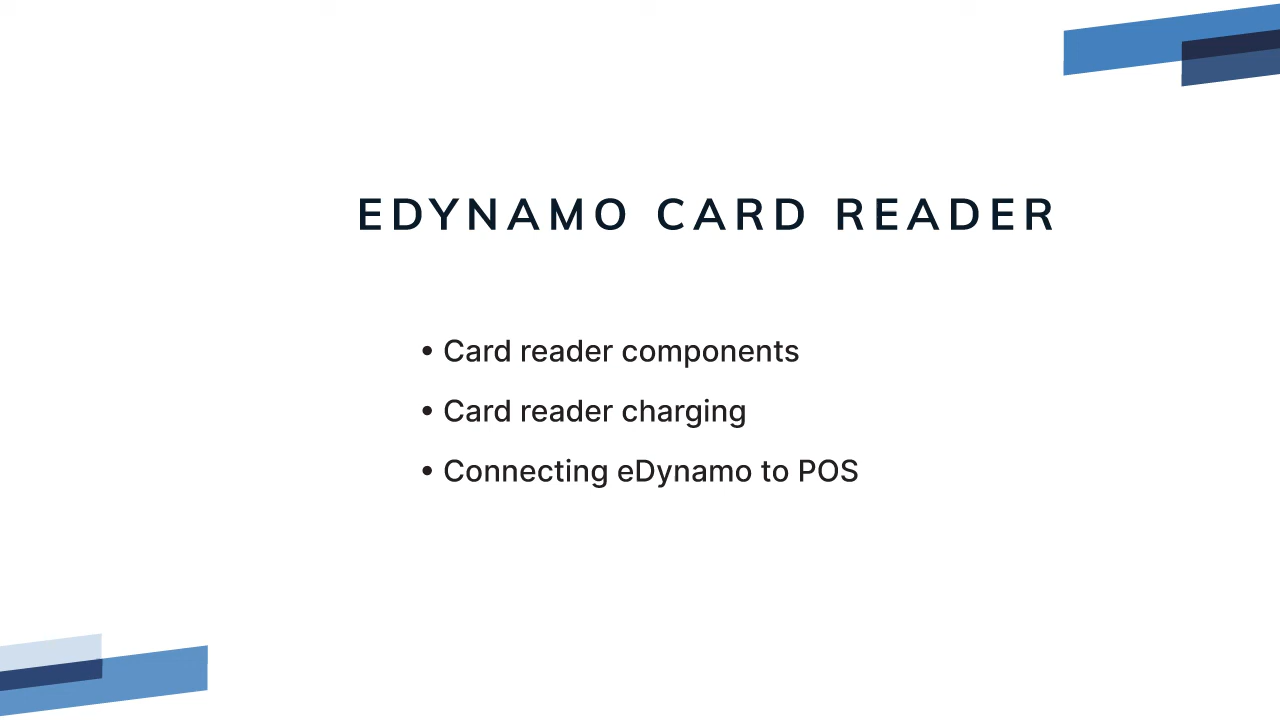 EDYNAMO CARD READER
• Card reader components
• Card reader charging
• Connecting eDynamo to POS